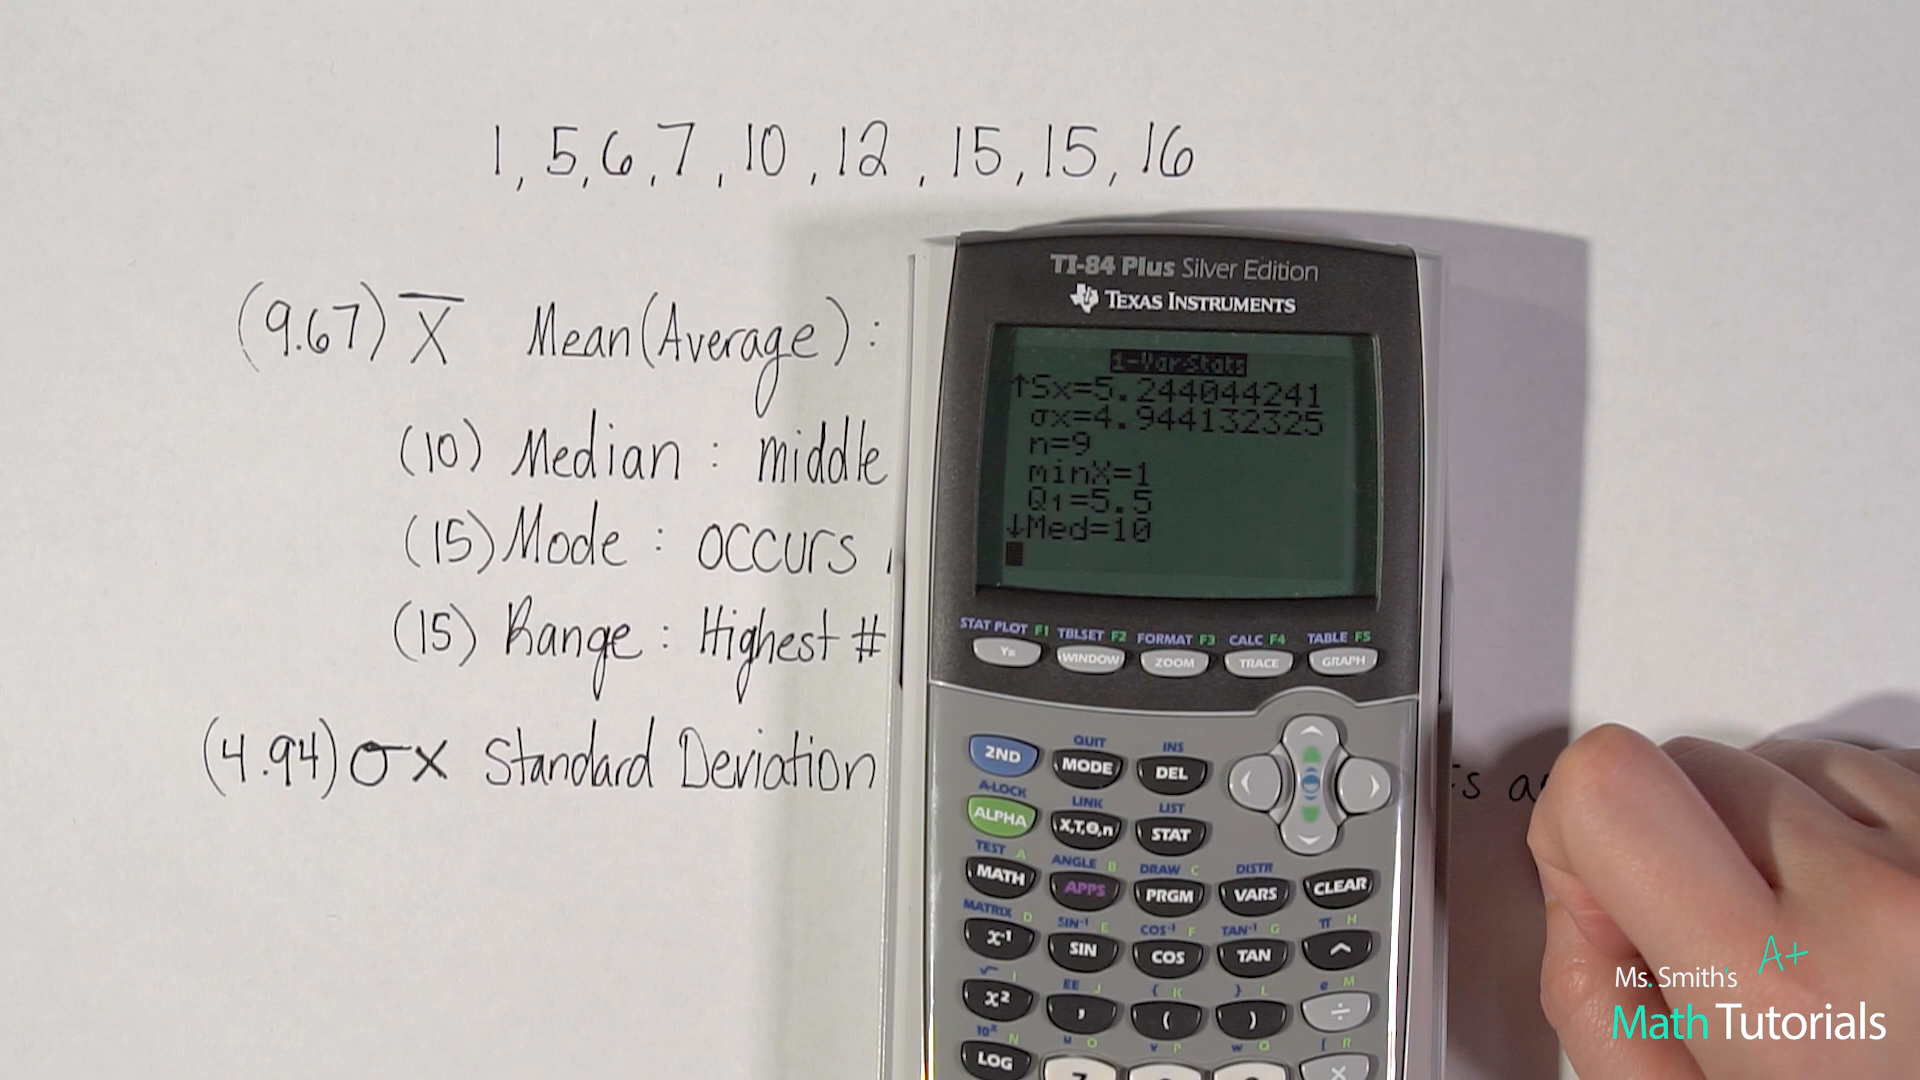 1, 5, 6, 7, 10, 12, 15, 15, 16
(9.67) x̄ Mean (Average) :
(10) Median : middle
(15) Mode : occurs
(15) Range : Highest #
(4.94) σx Standard Deviation
TI-84 Plus Silver Edition
TEXAS INSTRUMENTS
1-Var Stats
↑Sx=5.244044241
σx=4.944132325
n=9
minX=1
Q1=5.5
↓Med=10
STAT PLOT F1 TBLSET F2 FORMAT F3 CALC F4 TABLE F5
Y= WINDOW ZOOM TRACE GRAPH
QUIT INS
2ND MODE DEL
A-LOCK LINK LIST
ALPHA X,T,Θ,n STAT
TEST A ANGLE B DRAW C DISTR
MATH APPS PRGM VARS CLEAR
MATRIX D SIN⁻¹ E COS⁻¹ F TAN⁻¹ G π H
x⁻¹ SIN COS TAN ^
√ I EE J { K } L e M
x² , ( ) ÷
10ˣ N u O v P w Q [ R
LOG 7 ×
A+
Ms. Smith's
Math Tutorials